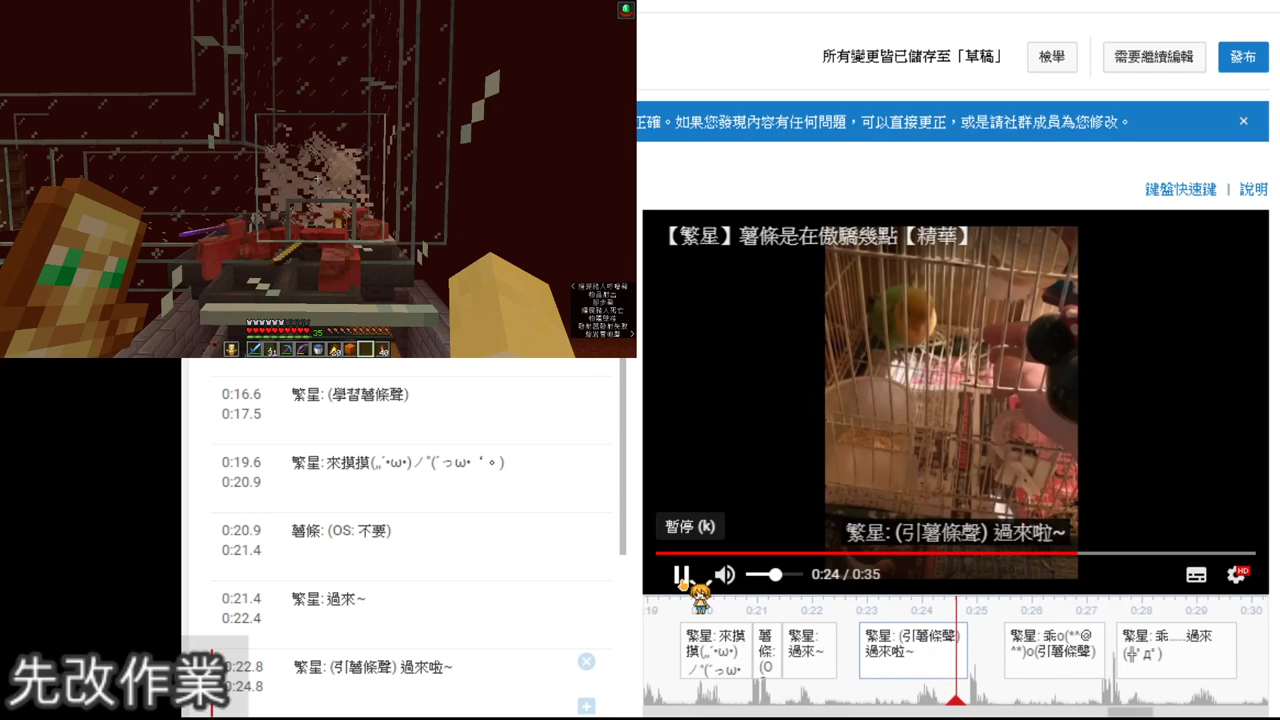 所有變更皆已儲存至「草稿」
檢舉
需要繼續編輯
發布
正確。如果您發現內容有任何問題,可以直接更正,或是請社群成員為您修改。
×
鍵盤快速鍵 | 說明
【繁星】薯條是在傲驕幾點【精華】
35
31
40
0:16.6
0:17.5
繁星: (學習薯條聲)
0:19.6
0:20.9
繁星: 來摸摸(„´•ω•)ノ"(´っω•‘。)
0:20.9
0:21.4
薯條: (OS: 不要)
0:21.4
0:22.4
繁星: 過來~
0:22.8
0:24.8
繁星: (引薯條聲) 過來啦~
先改作業
暫停 (k)
繁星: (引薯條聲) 過來啦~
0:24 / 0:35
HD
:19
0:21
0:22
0:23
0:24
0:25
0:26
0:27
0:28
0:29
0:30
繁星: 來摸
摸(„´•ω•)
ノ"(´っω•
薯
條:
(O
繁星:
過來~
繁星: (引薯條聲)
過來啦~
繁星: 乖o(*^@
^*)o(引薯條聲)
繁星: 乖......過來
(╬ﾟдﾟ)